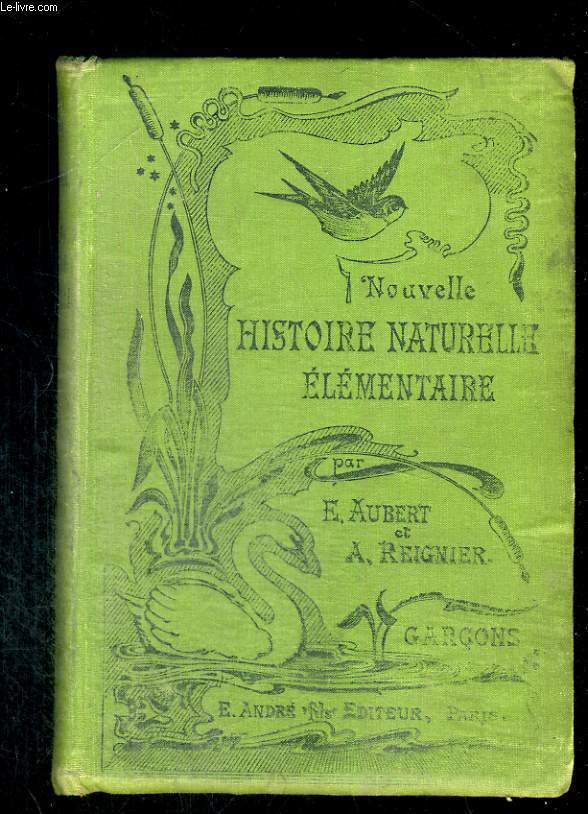 Le-livre.com
Nouvelle
HISTOIRE NATURELLE
ÉLÉMENTAIRE
par
E. AUBERT
et
A. REIGNIER.
GARÇONS
E. ANDRÉ fils EDITEUR, PARIS.